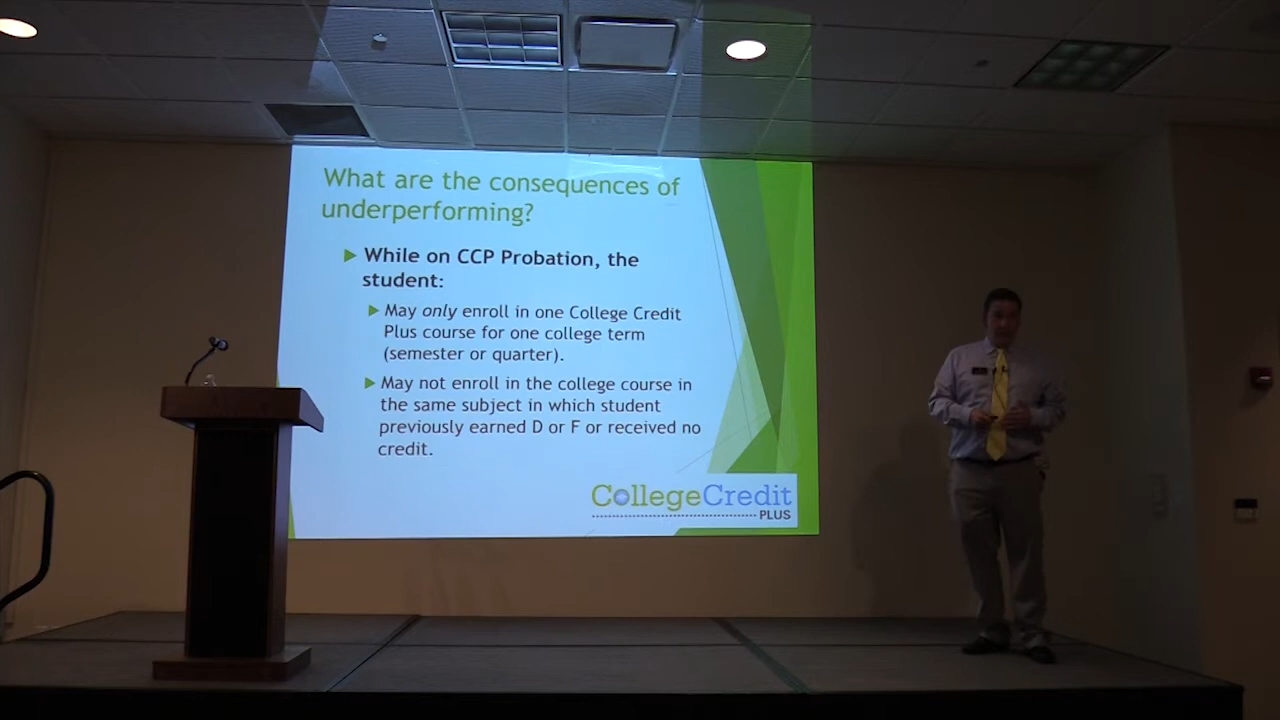 What are the consequences of
underperforming?
While on CCP Probation, the
student:
May only enroll in one College Credit
Plus course for one college term
(semester or quarter).
May not enroll in the college course in
the same subject in which student
previously earned D or F or received no
credit.
CollegeCredit
PLUS